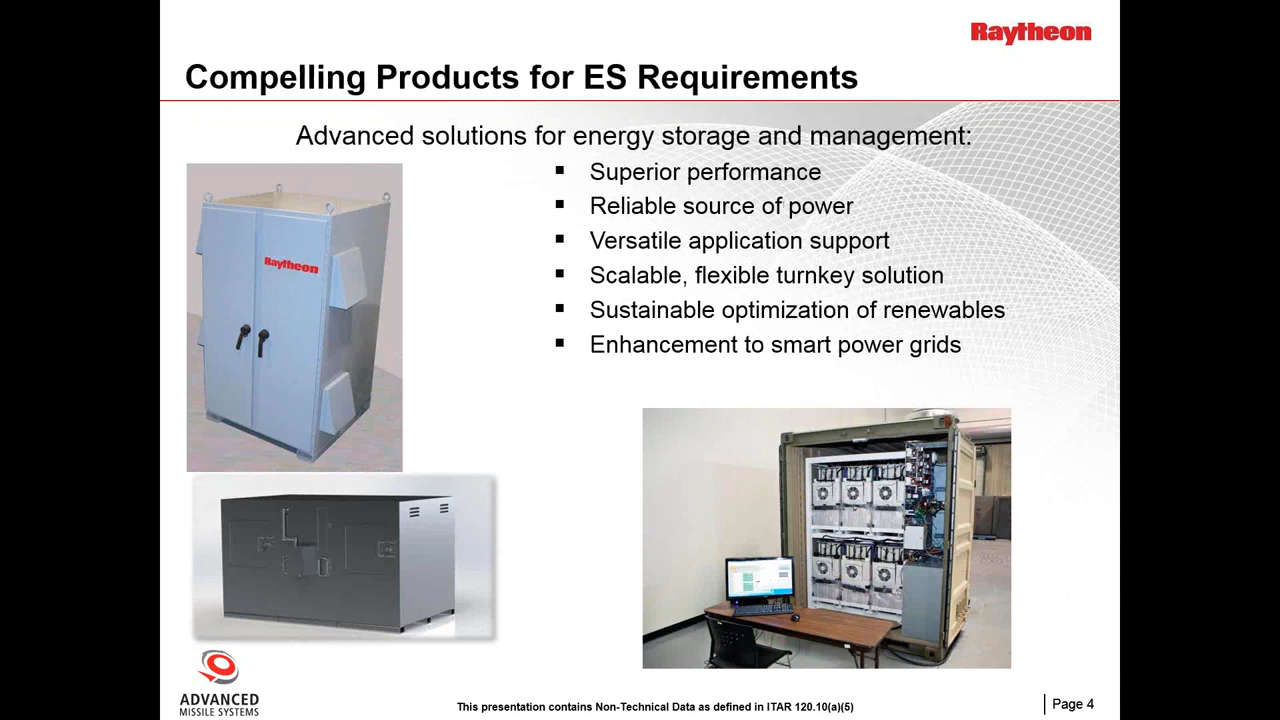 Raytheon
Compelling Products for ES Requirements
Advanced solutions for energy storage and management:
▪ Superior performance
▪ Reliable source of power
▪ Versatile application support
▪ Scalable, flexible turnkey solution
▪ Sustainable optimization of renewables
▪ Enhancement to smart power grids
Raytheon
ADVANCED
MISSILE SYSTEMS
This presentation contains Non-Technical Data as defined in ITAR 120.10(a)(5)
Page 4